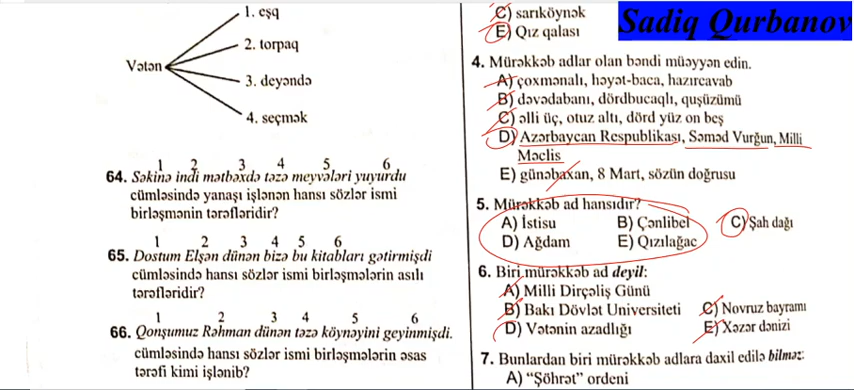 1. eşq
2. torpaq
Vətən
3. deyəndə
4. seçmək
1 2 3 4 5 6
64. Səkinə indi mətbəxdə təzə meyvələri yuyurdu
cümləsində yanaşı işlənən hansı sözlər ismi
birləşmənin tərəfləridir?
1 2 3 4 5 6
65. Dostum Elşən dünən bizə bu kitabları gətirmişdi
cümləsində hansı sözlər ismi birləşmələrin asılı
tərəfləridir?
1 2 3 4 5 6
66. Qonşumuz Rəhman dünən təzə köynəyini geyinmişdi.
cümləsində hansı sözlər ismi birləşmələrin əsas
tərəfi kimi işlənib?
C) sarıköynək
E) Qız qalası
Sadiq Qurbanov
4. Mürəkkəb adlar olan bəndi müəyyən edin.
A) çoxmənalı, həyət-baca, hazırcavab
B) dəvədabanı, dördbucaqlı, quşüzümü
C) əlli üç, otuz altı, dörd yüz on beş
D) Azərbaycan Respublikası, Səməd Vurğun, Milli
Məclis
E) günəbaxan, 8 Mart, sözün doğrusu
5. Mürəkkəb ad hansıdır?
A) İstisu B) Çənlibel C) Şah dağı
D) Ağdam E) Qızılağac
6. Biri mürəkkəb ad deyil:
A) Milli Dirçəliş Günü
B) Bakı Dövlət Universiteti C) Novruz bayramı
D) Vətənin azadlığı E) Xəzər dənizi
7. Bunlardan biri mürəkkəb adlara daxil edilə bilməz:
A) "Şöhrət" ordeni